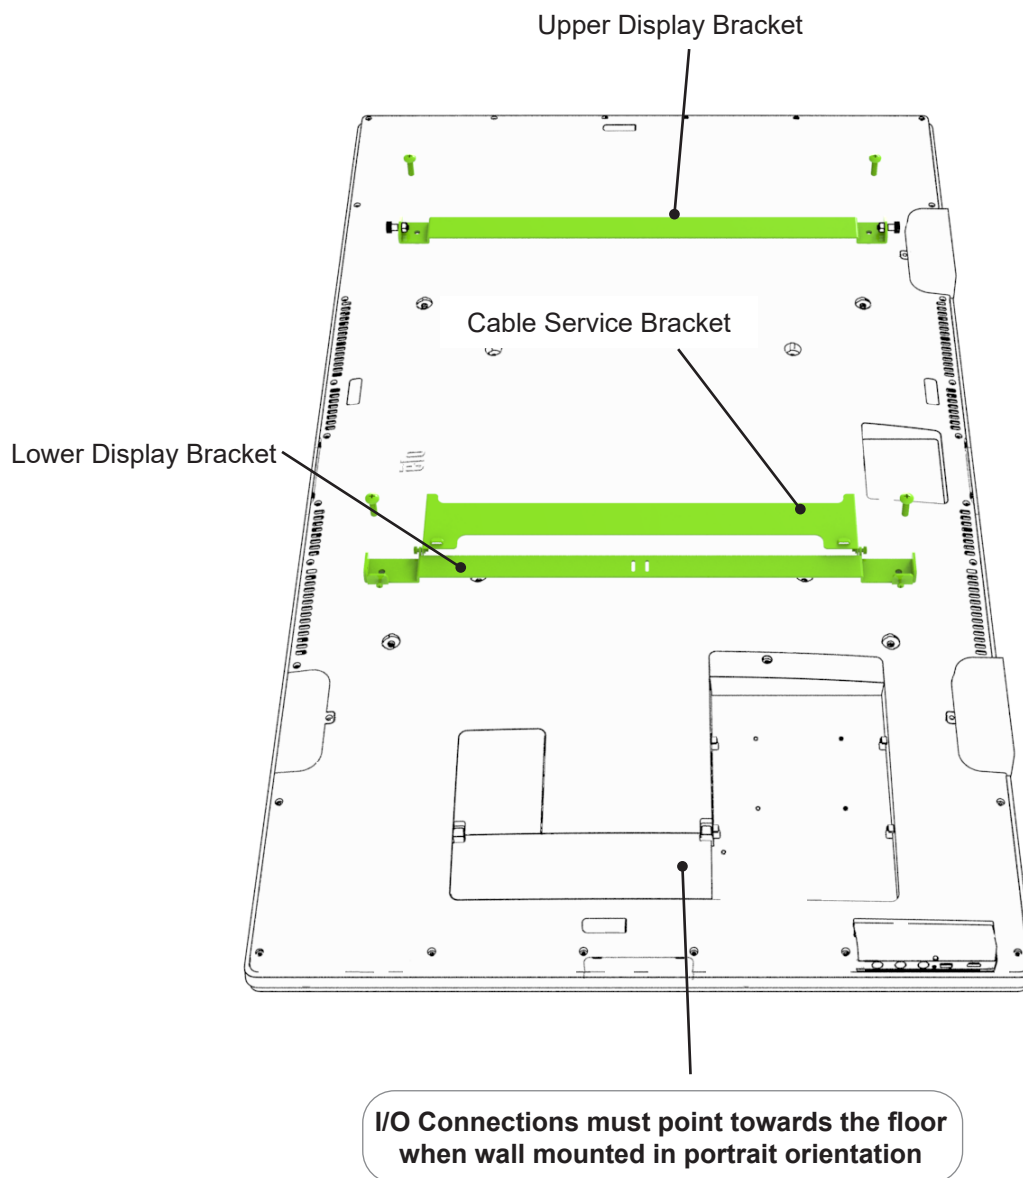 Upper Display Bracket
Cable Service Bracket
Lower Display Bracket
I/O Connections must point towards the floor
when wall mounted in portrait orientation